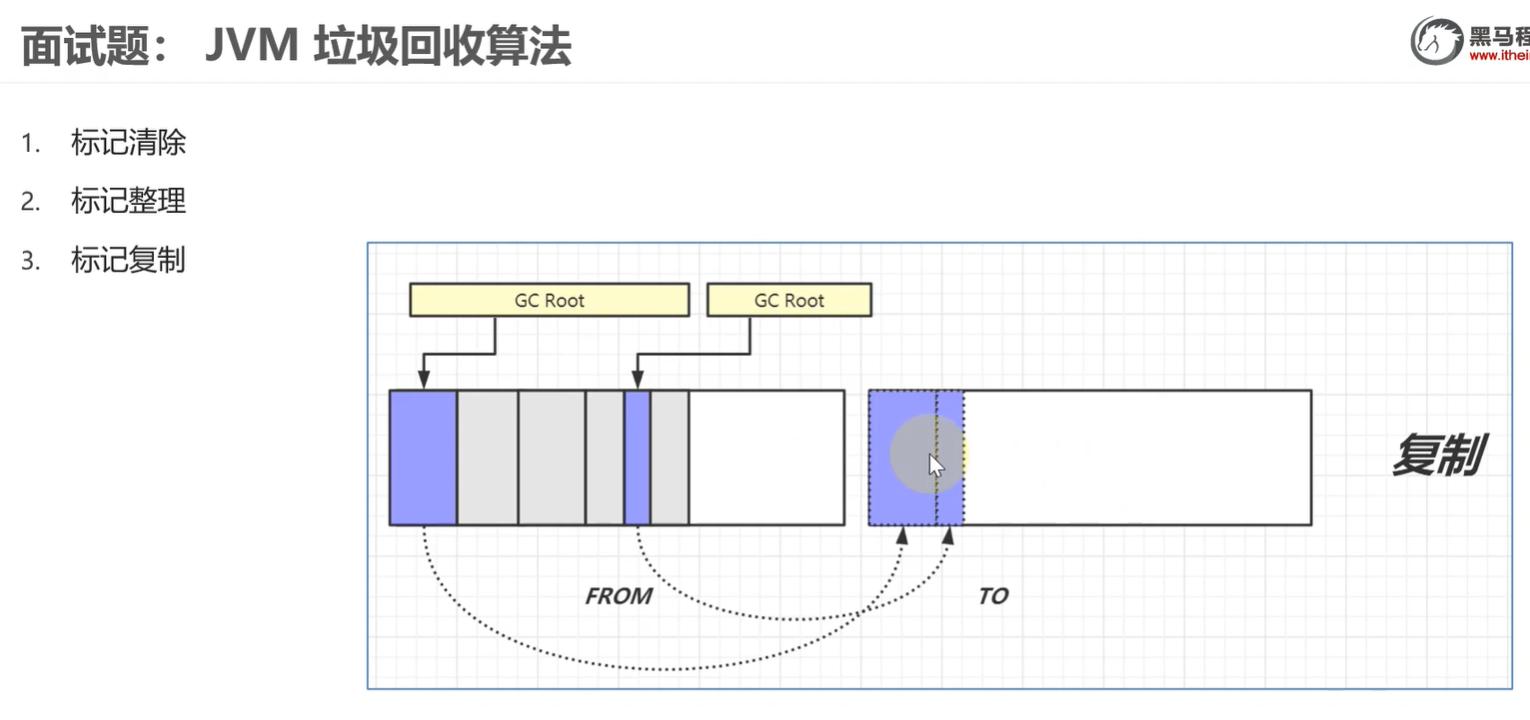 面试题： JVM 垃圾回收算法
黑马程
www.ithei
1. 标记清除
2. 标记整理
3. 标记复制
GC Root
GC Root
复制
FROM
TO